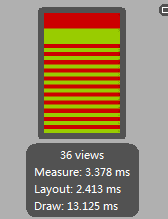 36 views
Measure: 3.378 ms
Layout: 2.413 ms
Draw: 13.125 ms